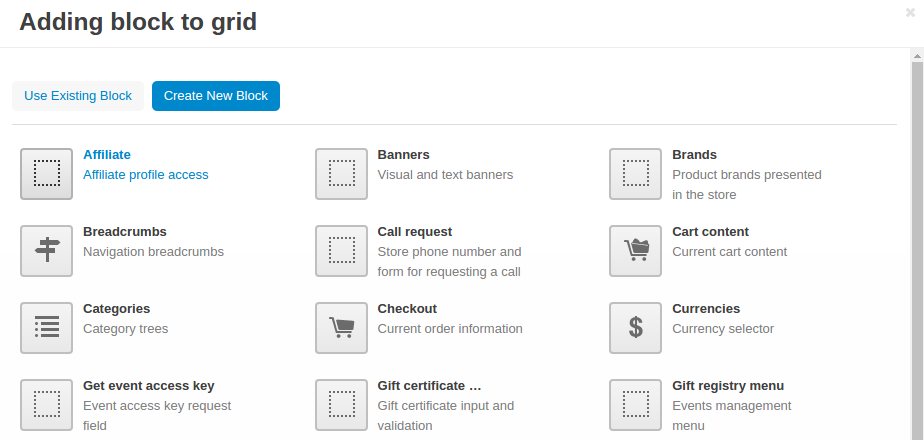 Adding block to grid
Use Existing Block
Create New Block
Affiliate
Affiliate profile access
Banners
Visual and text banners
Brands
Product brands presented
in the store
Breadcrumbs
Navigation breadcrumbs
Call request
Store phone number and
form for requesting a call
Cart content
Current cart content
Categories
Category trees
Checkout
Current order information
Currencies
Currency selector
$
Get event access key
Event access key request
field
Gift certificate ...
Gift certificate input and
validation
Gift registry menu
Events management
menu